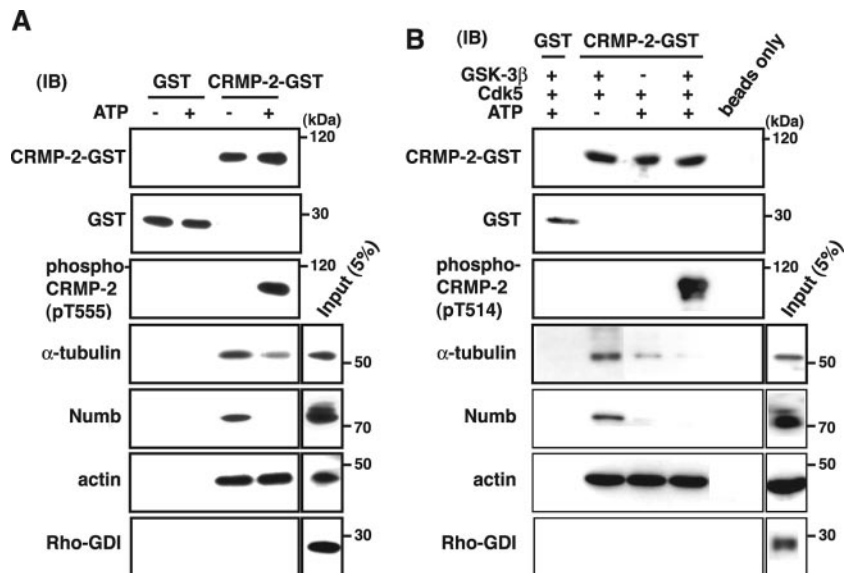 A
(IB)
GST CRMP-2-GST
ATP - + - + (kDa)
CRMP-2-GST 120
GST 30
phospho-
CRMP-2
(pT555)
120
Input (5%)
α-tubulin 50
Numb 70
actin 50
Rho-GDI 30
B
(IB) GST CRMP-2-GST beads only
GSK-3β + + - +
Cdk5 + + + +
ATP + - + + (kDa)
CRMP-2-GST 120
GST 30
phospho-
CRMP-2
(pT514)
120
Input (5%)
α-tubulin 50
Numb 70
actin 50
Rho-GDI 30